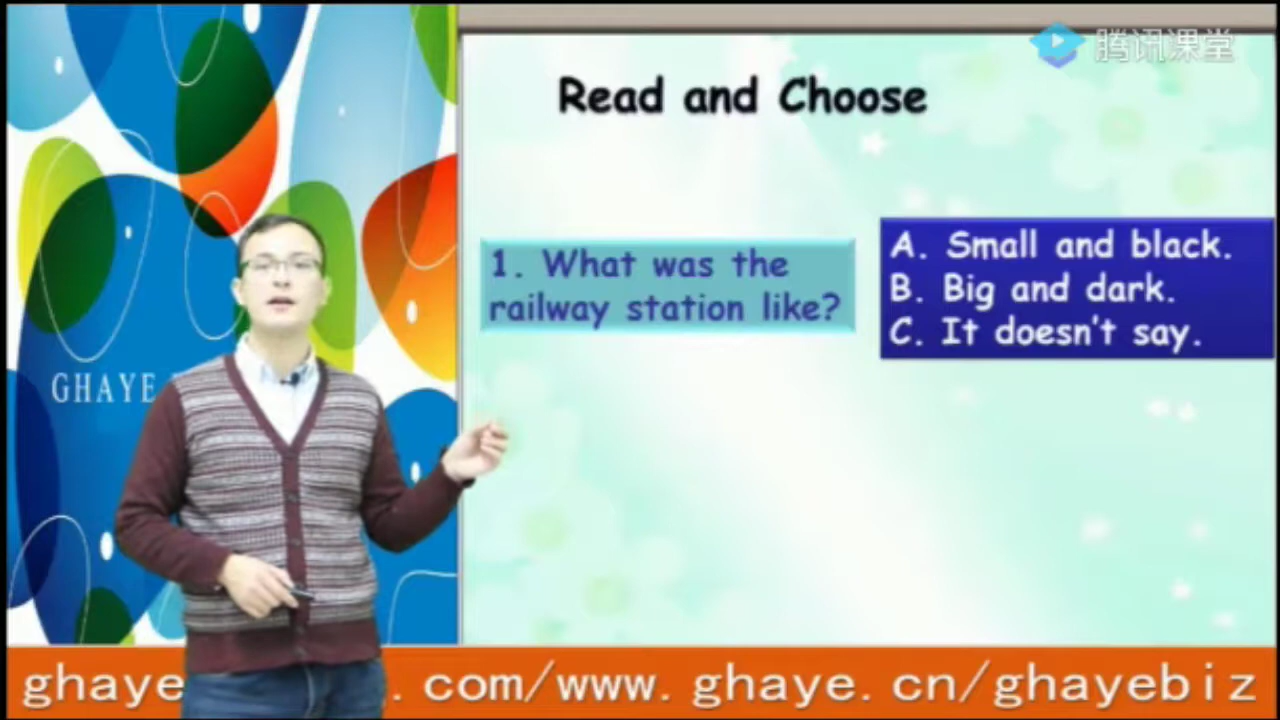 腾讯课堂
Read and Choose
1. What was the
railway station like?
A. Small and black.
B. Big and dark.
C. It doesn't say.
GHAYE
ghaye . com/www. ghaye. cn/ghayebiz